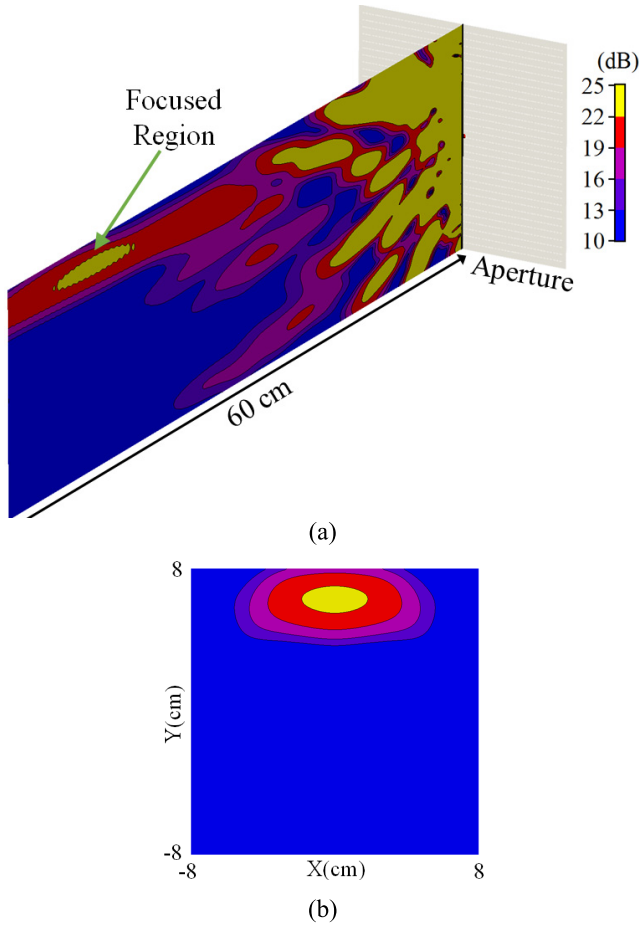 (dB)
25
22
19
16
13
10
Focused
Region
Aperture
60 cm
(a)
8
Y(cm)
-8
-8
X(cm)
8
(b)